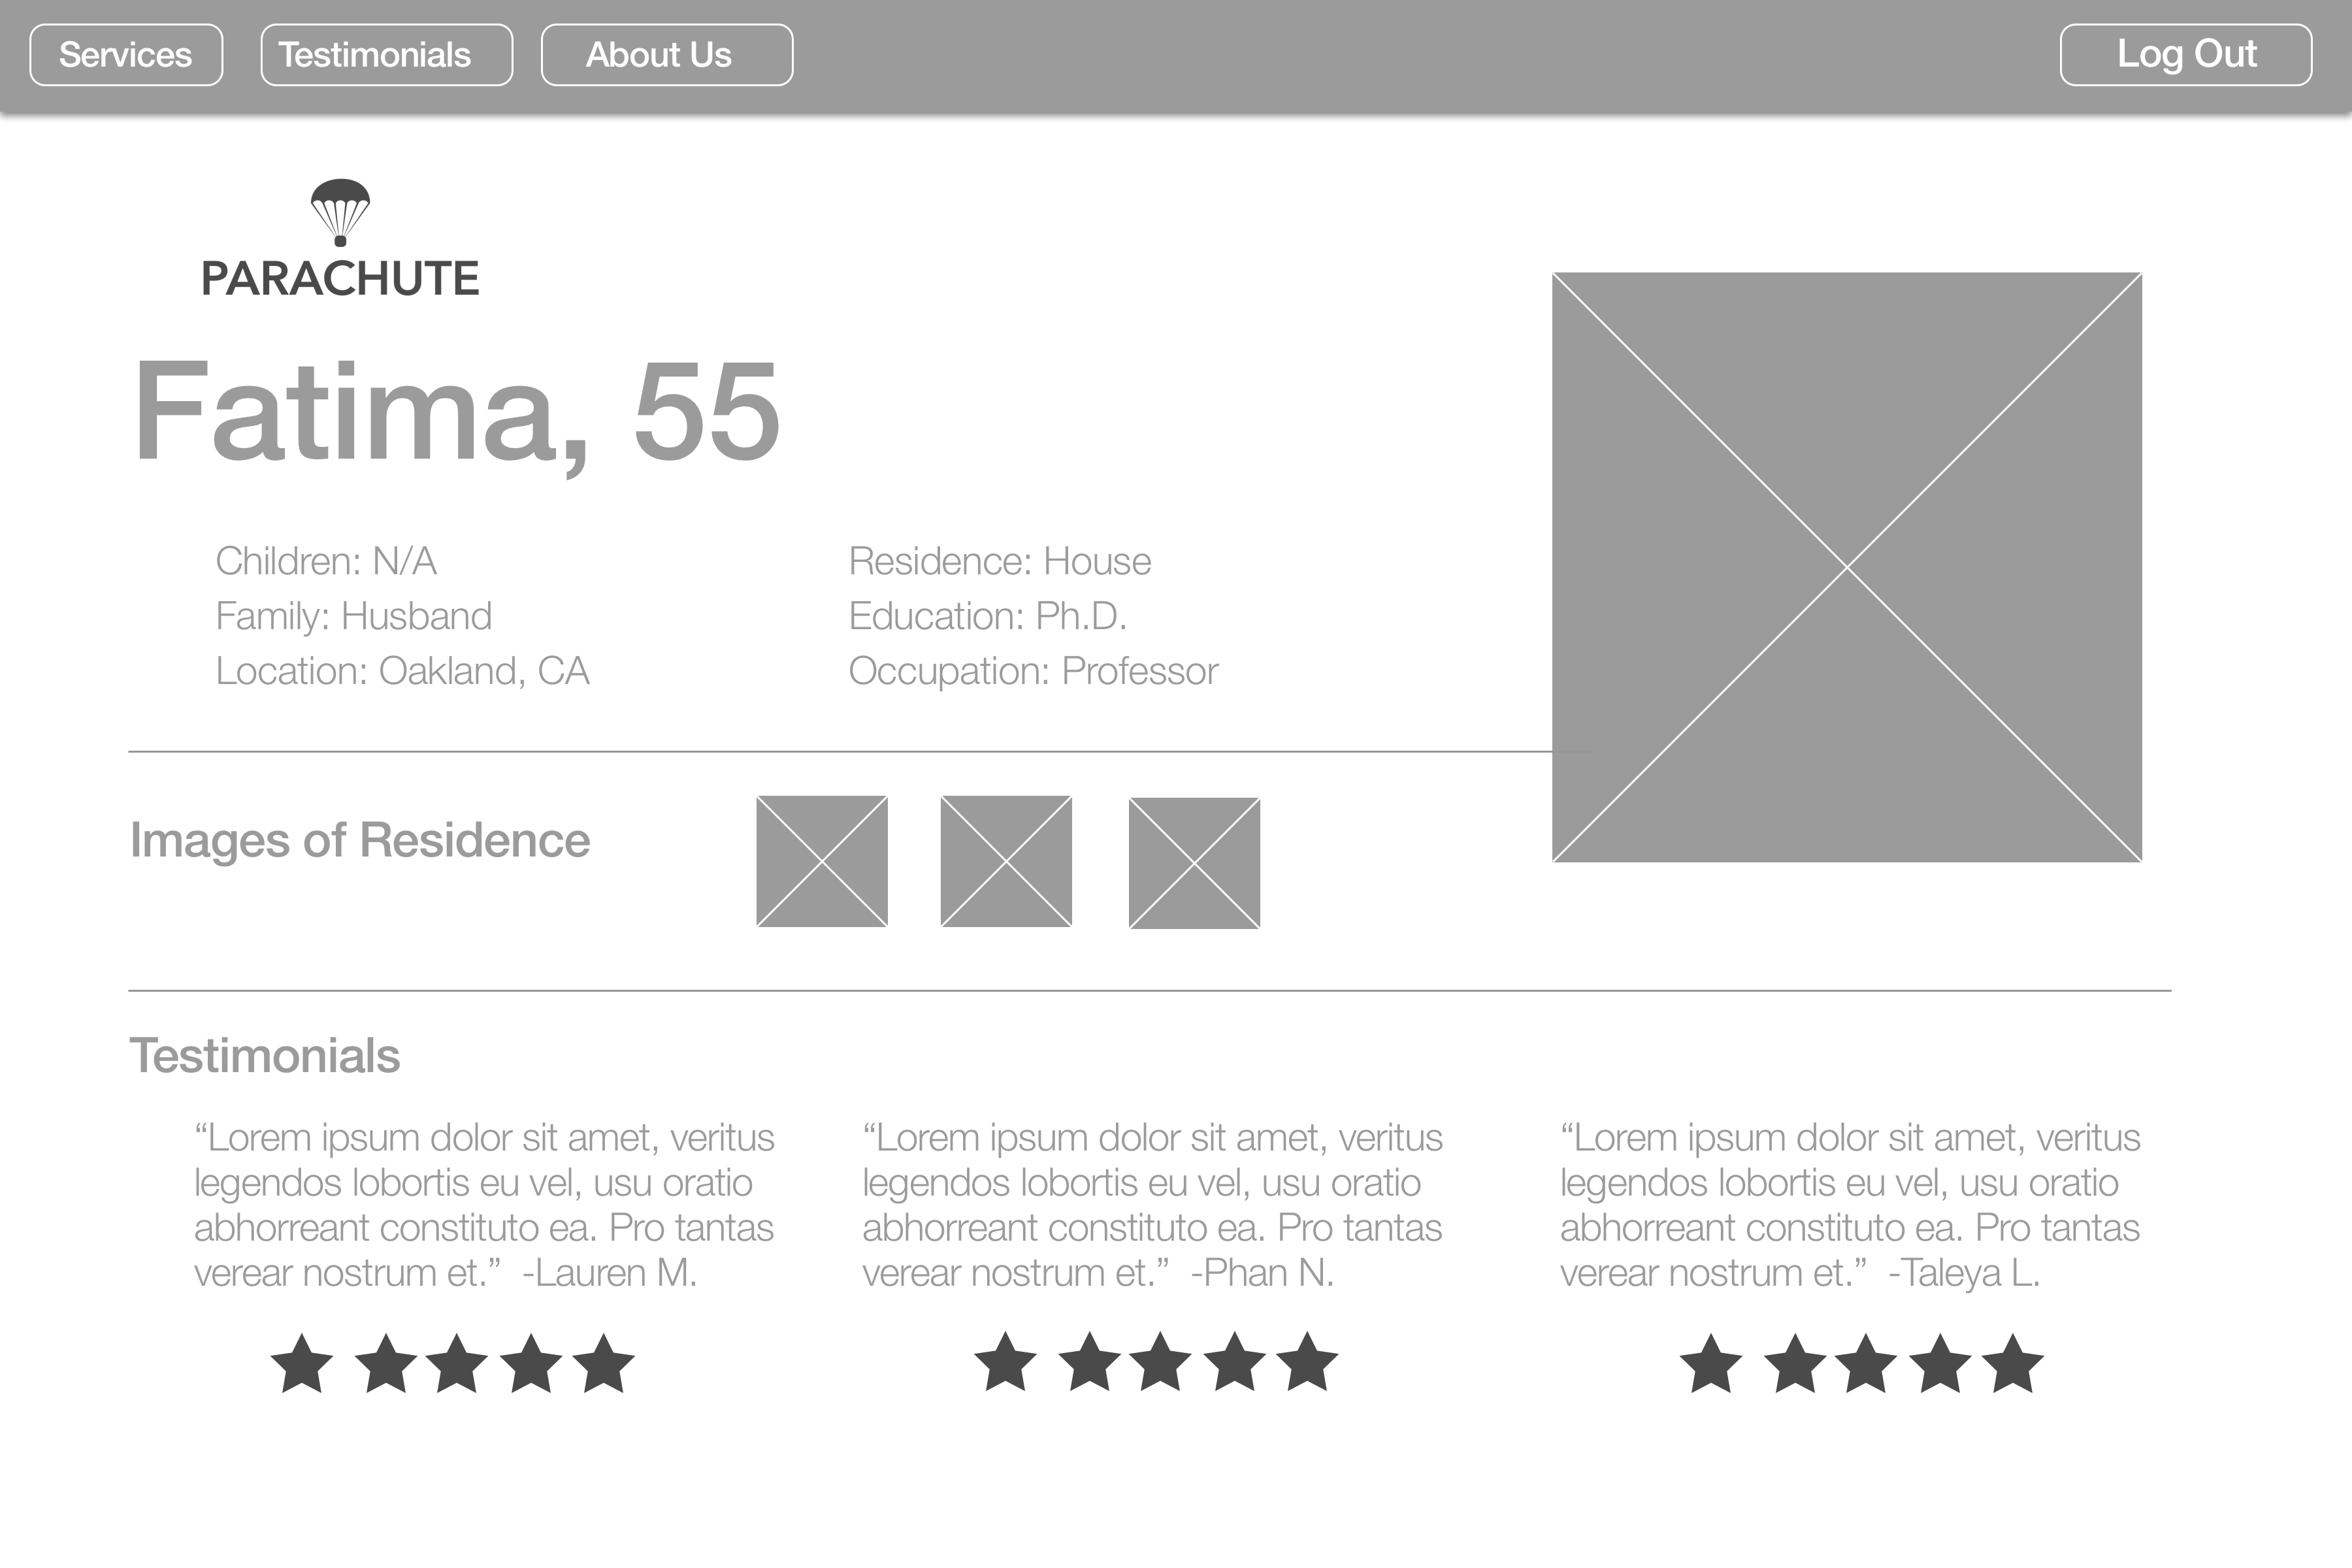 Services
Testimonials
About Us
Log Out
PARACHUTE
Fatima, 55
Children: N/A
Family: Husband
Location: Oakland, CA
Residence: House
Education: Ph.D.
Occupation: Professor
Images of Residence
Testimonials
“Lorem ipsum dolor sit amet, veritus
legendos lobortis eu vel, usu oratio
abhorreant constituto ea. Pro tantas
verear nostrum et.”  -Lauren M.
“Lorem ipsum dolor sit amet, veritus
legendos lobortis eu vel, usu oratio
abhorreant constituto ea. Pro tantas
verear nostrum et.”  -Phan N.
“Lorem ipsum dolor sit amet, veritus
legendos lobortis eu vel, usu oratio
abhorreant constituto ea. Pro tantas
verear nostrum et.”  -Taleya L.